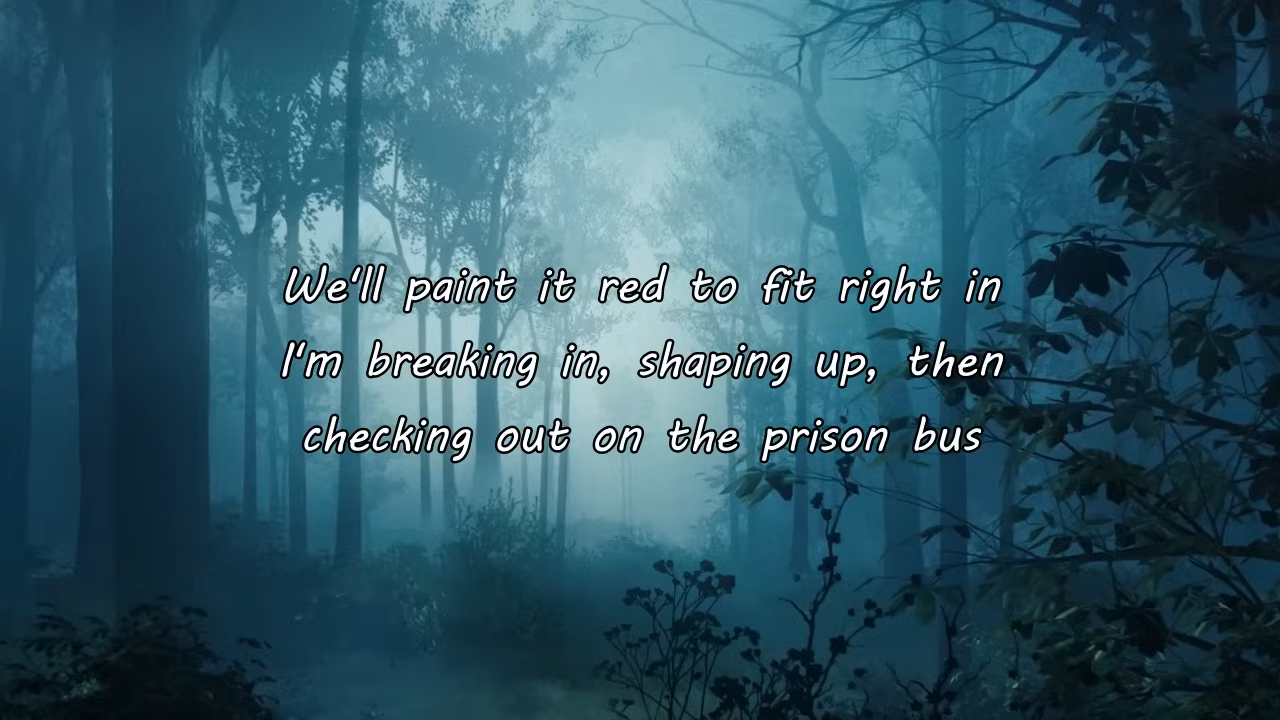 We'll paint it red to fit right in
I'm breaking in, shaping up, then
checking out on the prison bus